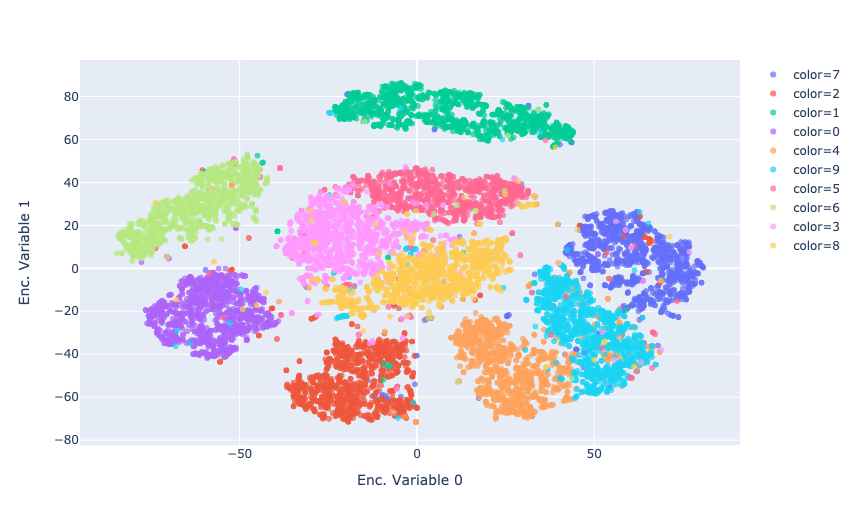 color=7
color=2
color=1
color=0
color=4
color=9
color=5
color=6
color=3
color=8
80
60
40
20
0
−20
−40
−60
−80
−50
0
50
Enc. Variable 0
Enc. Variable 1